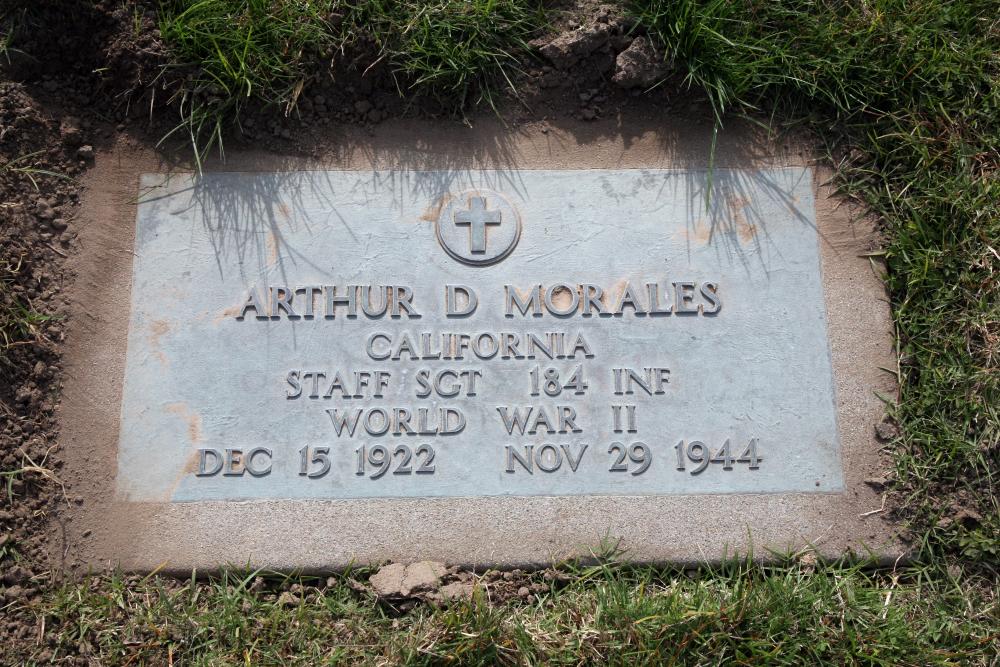 ARTHUR D MORALES
CALIFORNIA
STAFF SGT 184 INF
WORLD WAR II
DEC 15 1922 NOV 29 1944